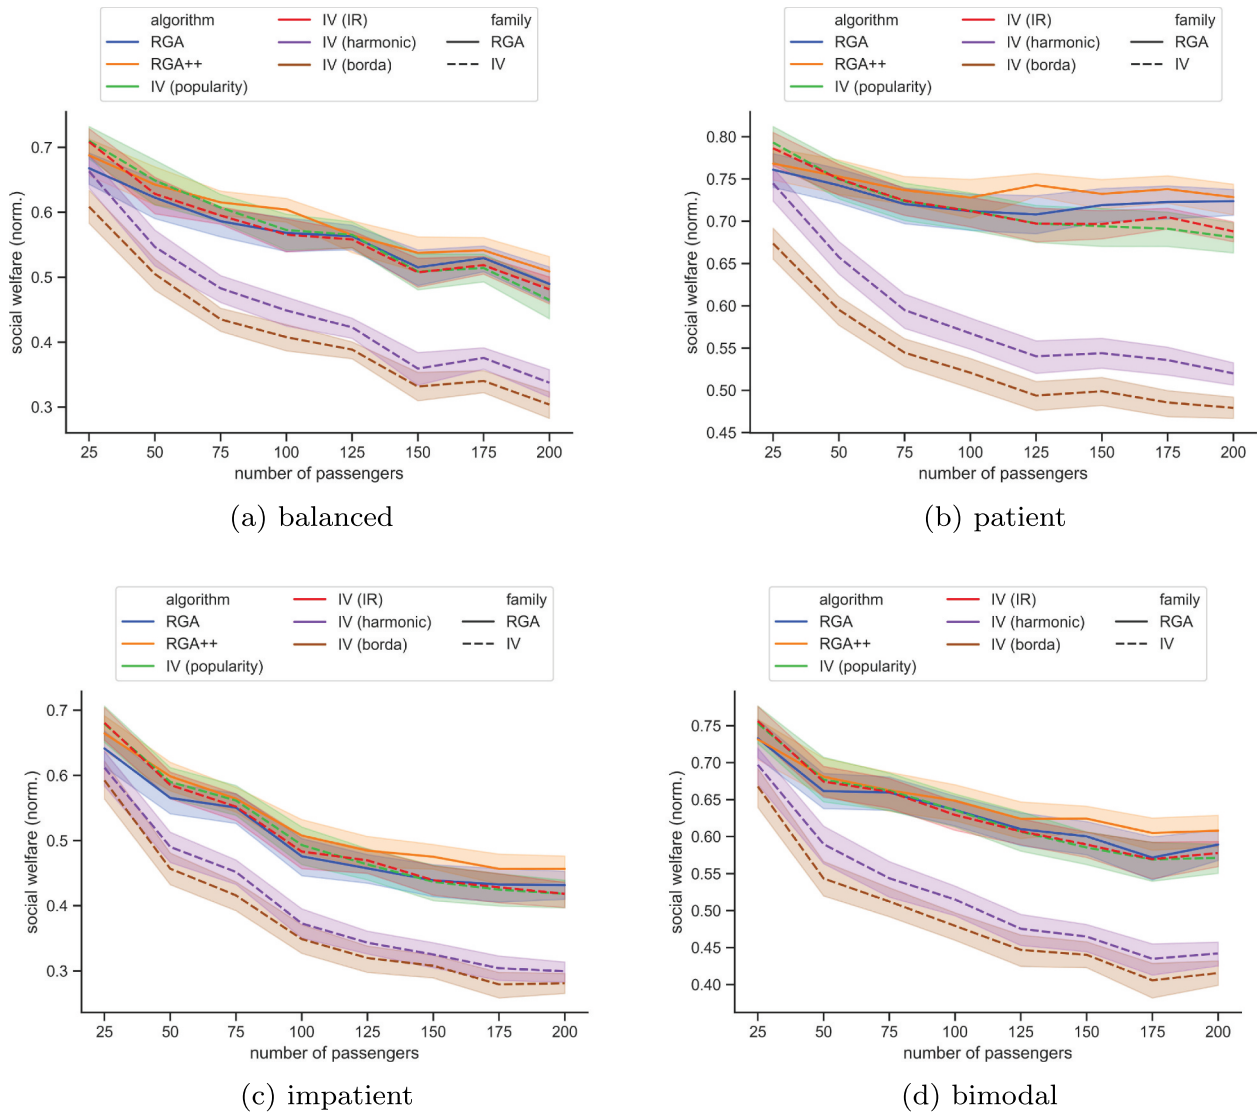 algorithm
RGA
RGA++
IV (popularity)
IV (IR)
IV (harmonic)
IV (borda)
family
RGA
IV
social welfare (norm.)
0.7
0.6
0.5
0.4
0.3
25 50 75 100 125 150 175 200
number of passengers
(a) balanced
algorithm
RGA
RGA++
IV (popularity)
IV (IR)
IV (harmonic)
IV (borda)
family
RGA
IV
social welfare (norm.)
0.80
0.75
0.70
0.65
0.60
0.55
0.50
0.45
25 50 75 100 125 150 175 200
number of passengers
(b) patient
algorithm
RGA
RGA++
IV (popularity)
IV (IR)
IV (harmonic)
IV (borda)
family
RGA
IV
social welfare (norm.)
0.7
0.6
0.5
0.4
0.3
25 50 75 100 125 150 175 200
number of passengers
(c) impatient
algorithm
RGA
RGA++
IV (popularity)
IV (IR)
IV (harmonic)
IV (borda)
family
RGA
IV
social welfare (norm.)
0.75
0.70
0.65
0.60
0.55
0.50
0.45
0.40
25 50 75 100 125 150 175 200
number of passengers
(d) bimodal